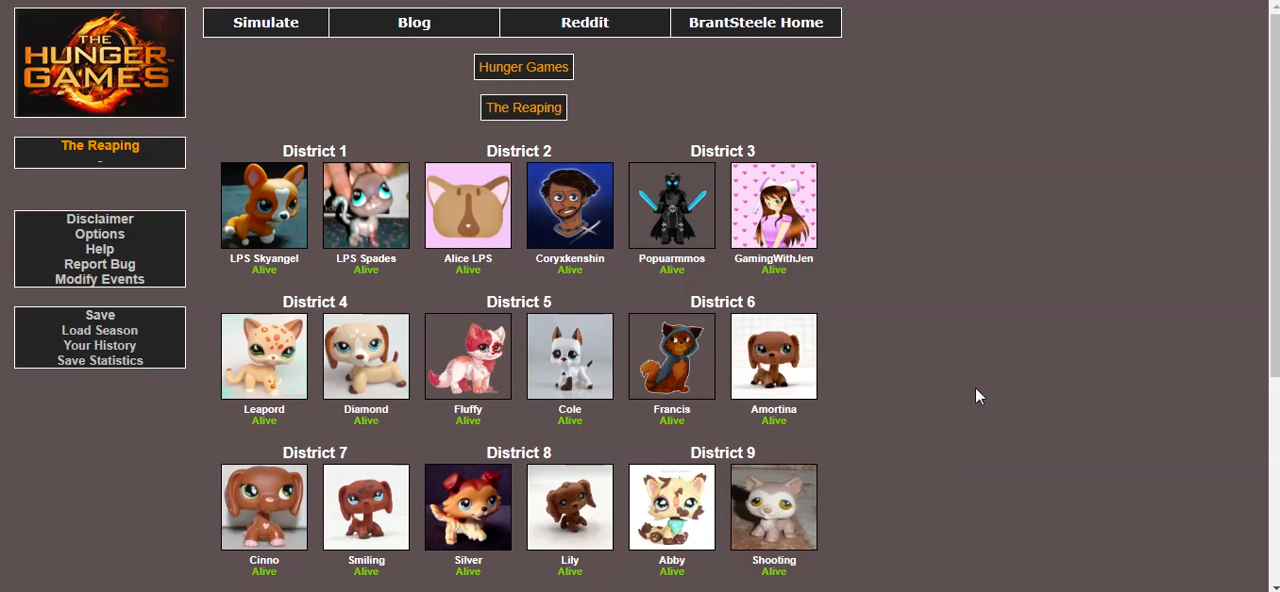 THE
HUNGER
GAMES
Simulate Blog Reddit BrantSteele Home
Hunger Games
The Reaping
The Reaping
-
Disclaimer
Options
Help
Report Bug
Modify Events
Save
Load Season
Your History
Save Statistics
District 1 District 2 District 3
LPS Skyangel LPS Spades Alice LPS Coryxkenshin Popuarmmos GamingWithJen
Alive Alive Alive Alive Alive Alive
District 4 District 5 District 6
Leapord Diamond Fluffy Cole Francis Amortina
Alive Alive Alive Alive Alive Alive
District 7 District 8 District 9
Cinno Smiling Silver Lily Abby Shooting
Alive Alive Alive Alive Alive Alive